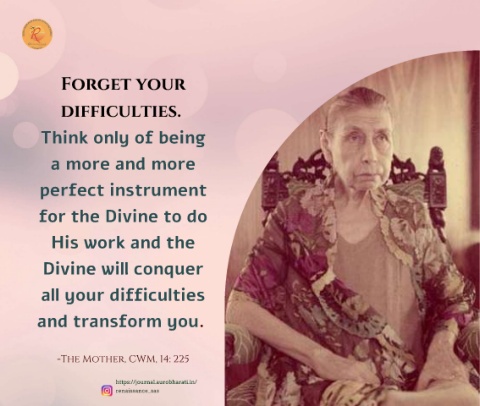 Forget your
difficulties.
Think only of being
a more and more
perfect instrument
for the Divine to do
His work and the
Divine will conquer
all your difficulties
and transform you.
-The Mother, CWM, 14: 225
https://journal.aurobharati.in/
renaissance_sas